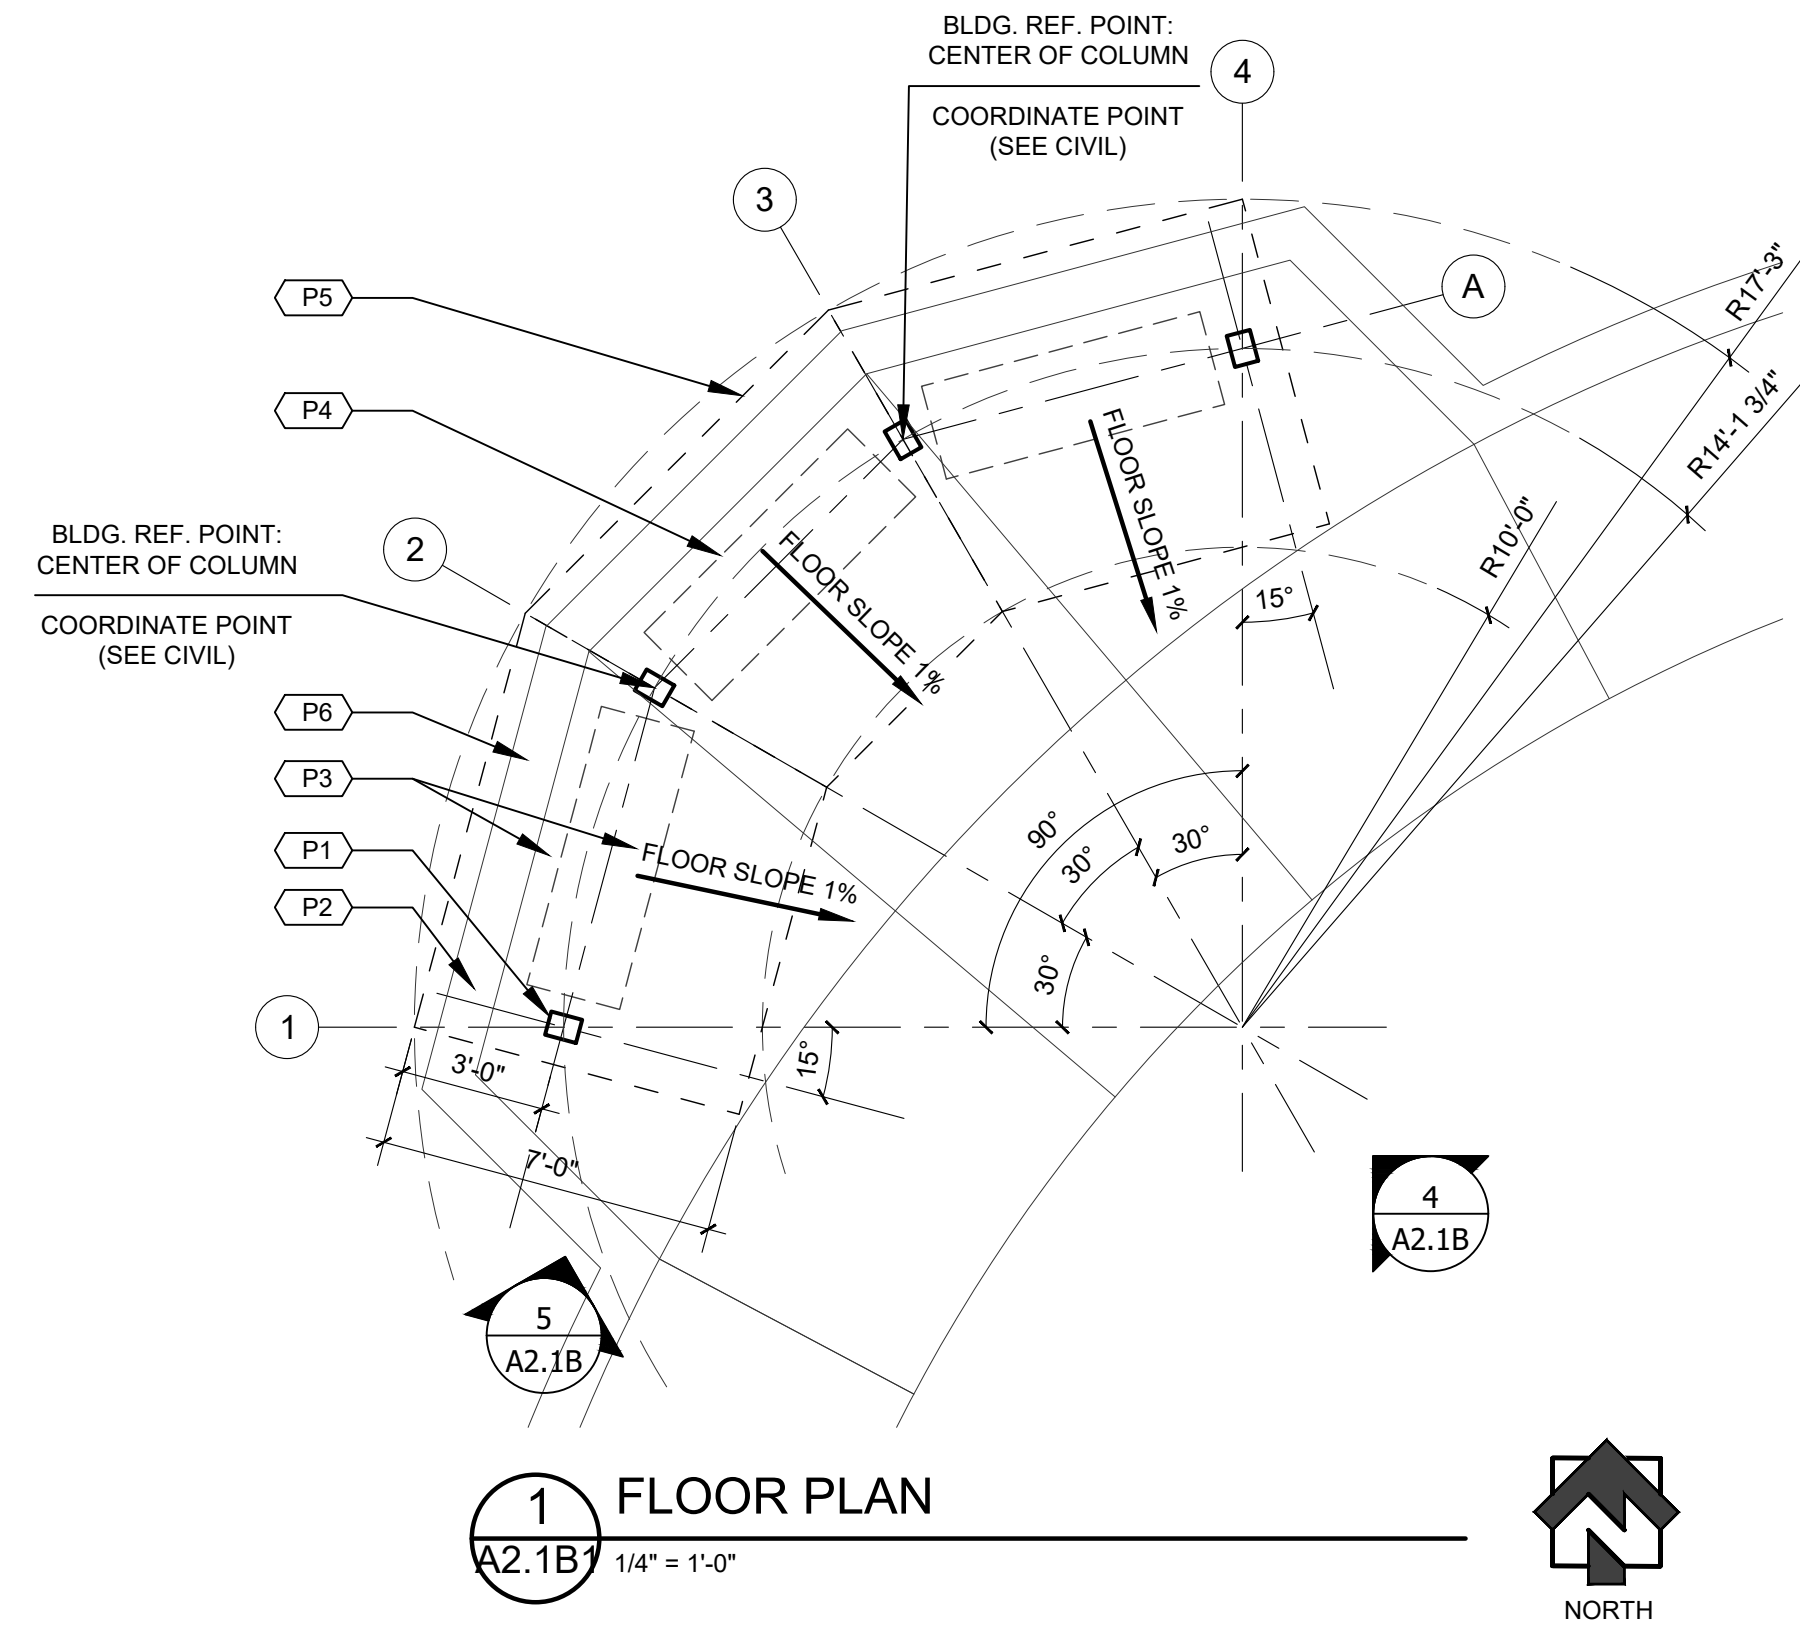 BLDG. REF. POINT:
CENTER OF COLUMN
COORDINATE POINT
(SEE CIVIL)
4
3
A
R17'-3"
P5
R14'-1 3/4"
P4
FLOOR SLOPE 1%
R10'-0"
BLDG. REF. POINT:
CENTER OF COLUMN
COORDINATE POINT
(SEE CIVIL)
2
FLOOR SLOPE 1%
15°
P6
P3
P1
P2
FLOOR SLOPE 1%
90°
30°
30°
30°
1
3'-0"
15°
7'-0"
4
A2.1B
5
A2.1B
1
A2.1B1
FLOOR PLAN
1/4" = 1'-0"
NORTH